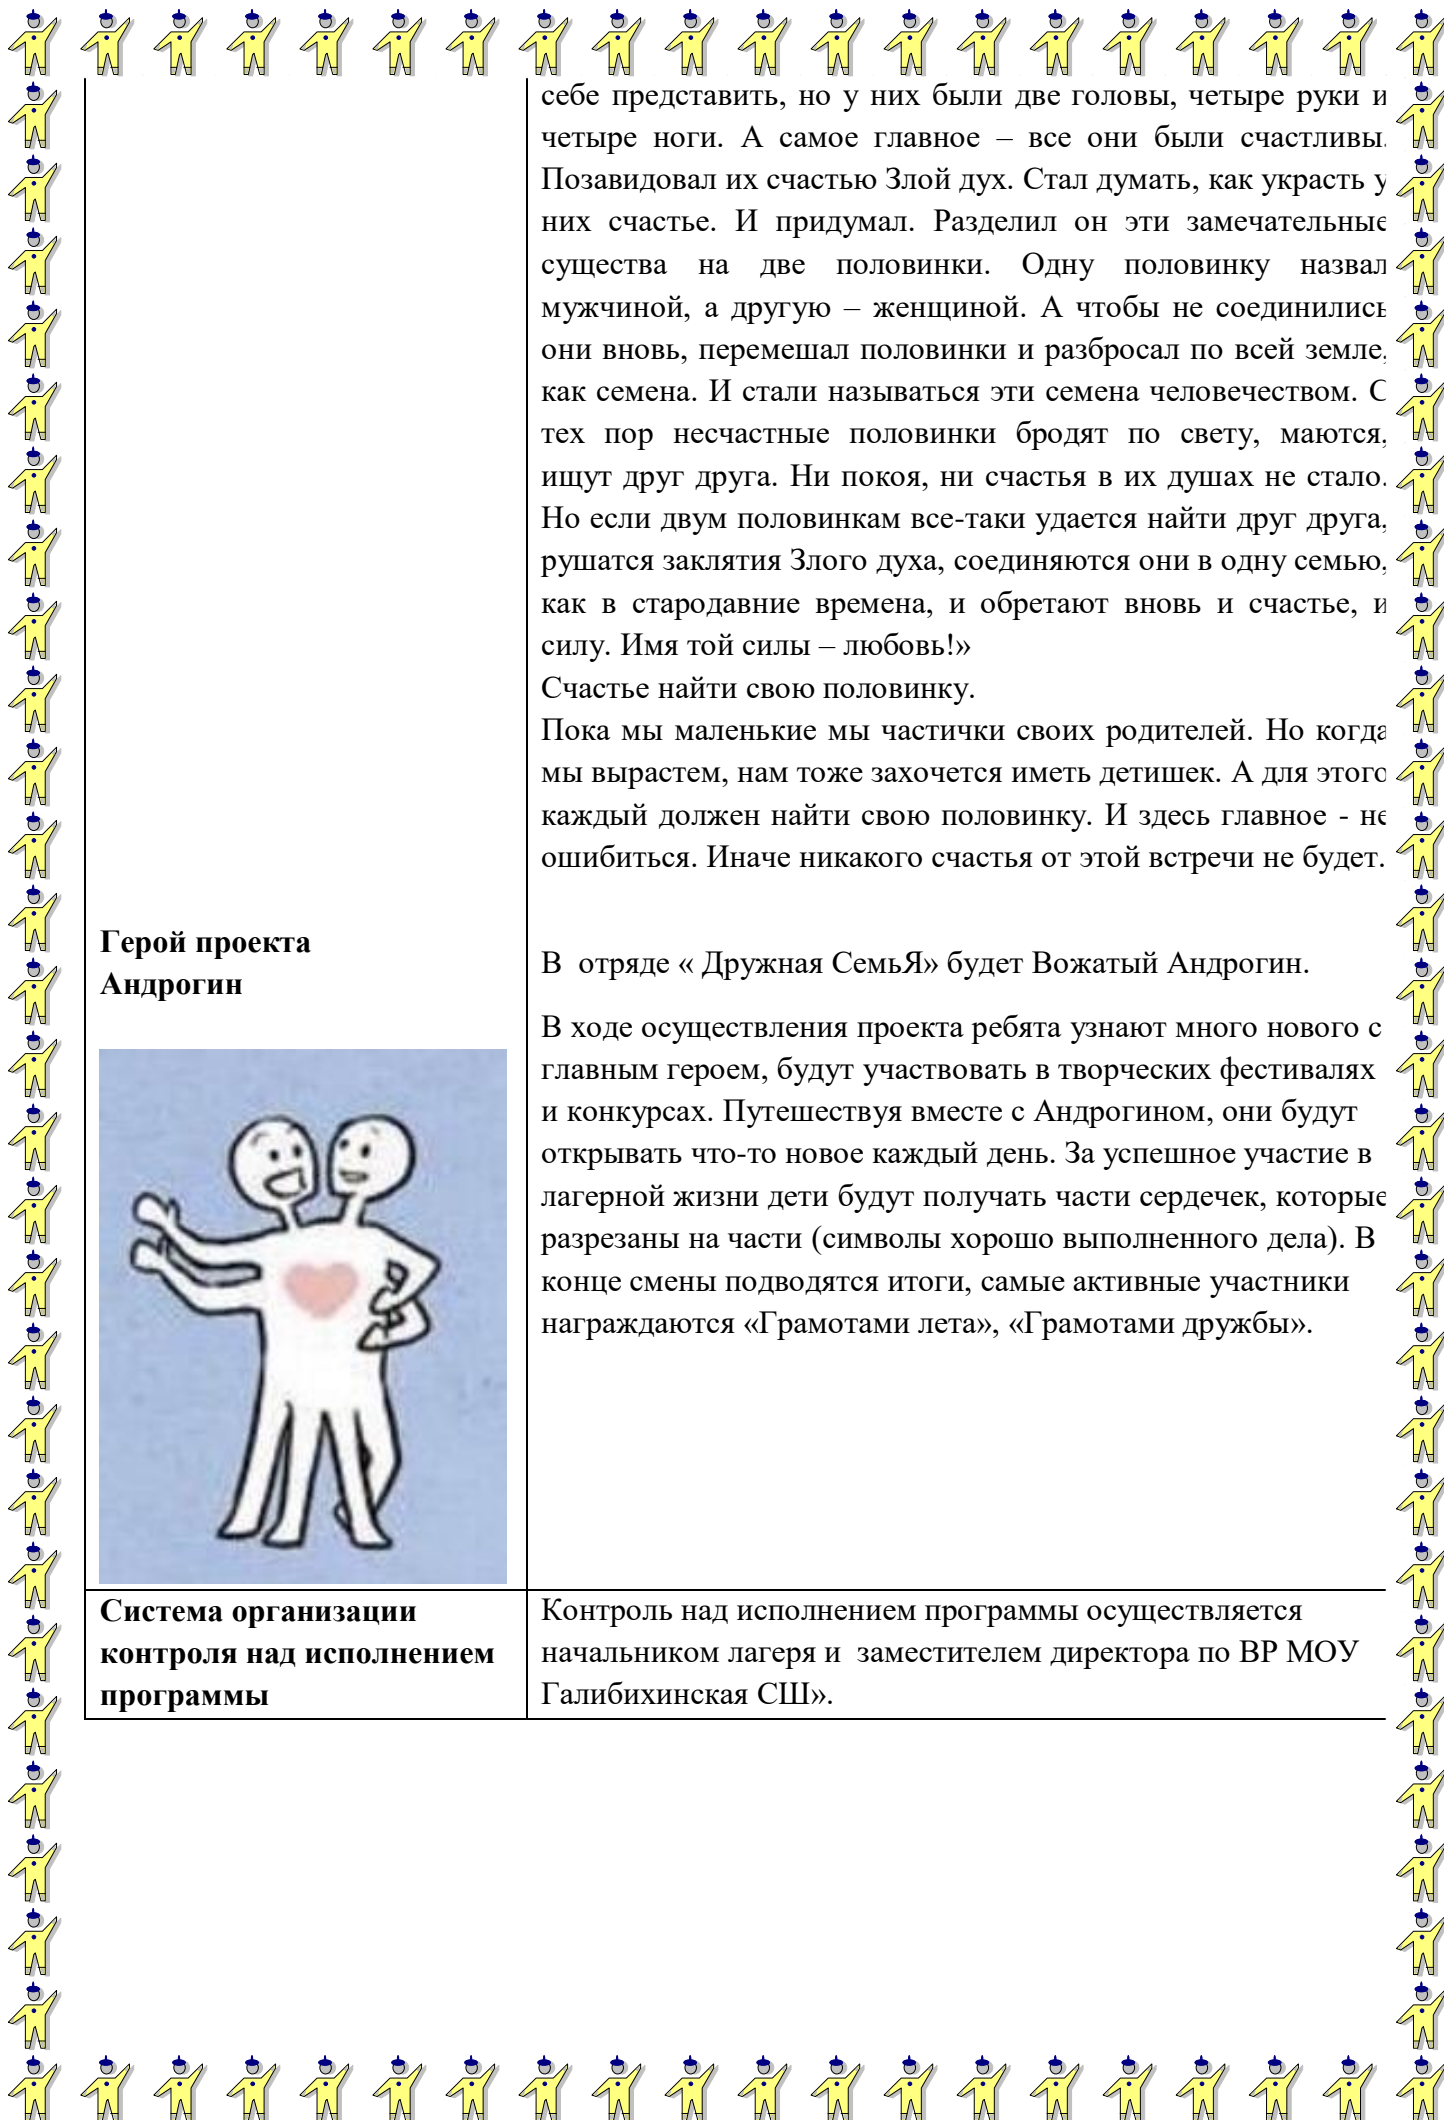 себе представить, но у них были две головы, четыре руки и
четыре ноги. А самое главное – все они были счастливы.
Позавидовал их счастью Злой дух. Стал думать, как украсть у
них счастье. И придумал. Разделил он эти замечательные
существа на две половинки. Одну половинку назвал
мужчиной, а другую – женщиной. А чтобы не соединились
они вновь, перемешал половинки и разбросал по всей земле,
как семена. И стали называться эти семена человечеством. С
тех пор несчастные половинки бродят по свету, маются,
ищут друг друга. Ни покоя, ни счастья в их душах не стало.
Но если двум половинкам все-таки удается найти друг друга,
рушатся заклятия Злого духа, соединяются они в одну семью,
как в стародавние времена, и обретают вновь и счастье, и
силу. Имя той силы – любовь!»
Счастье найти свою половинку.
Пока мы маленькие мы частички своих родителей. Но когда
мы вырастем, нам тоже захочется иметь детишек. А для этого
каждый должен найти свою половинку. И здесь главное - не
ошибиться. Иначе никакого счастья от этой встречи не будет.
Герой проекта
Андрогин
В  отряде « Дружная СемьЯ» будет Вожатый Андрогин.
В ходе осуществления проекта ребята узнают много нового с
главным героем, будут участвовать в творческих фестивалях
и конкурсах. Путешествуя вместе с Андрогином, они будут
открывать что-то новое каждый день. За успешное участие в
лагерной жизни дети будут получать части сердечек, которые
разрезаны на части (символы хорошо выполненного дела). В
конце смены подводятся итоги, самые активные участники
награждаются «Грамотами лета», «Грамотами дружбы».
Система организации
контроля над исполнением
программы
Контроль над исполнением программы осуществляется
начальником лагеря и  заместителем директора по ВР МОУ
Галибихинская СШ».